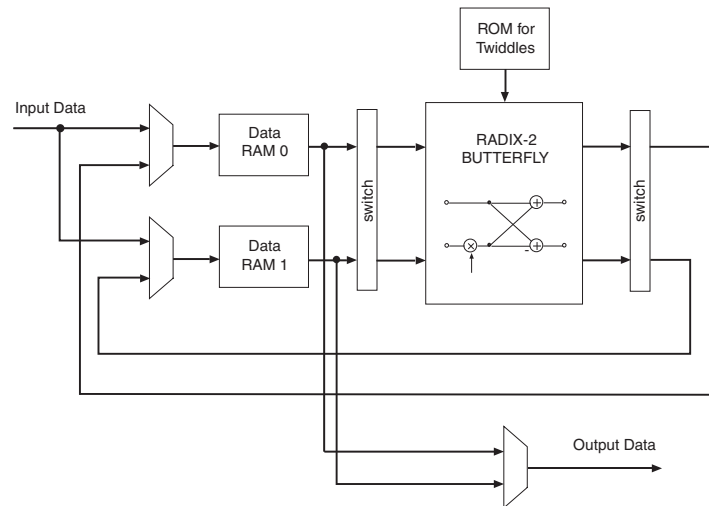 ROM for
Twiddles
Input Data
Data
RAM 0
switch
RADIX-2
BUTTERFLY
switch
Data
RAM 1
-
Output Data